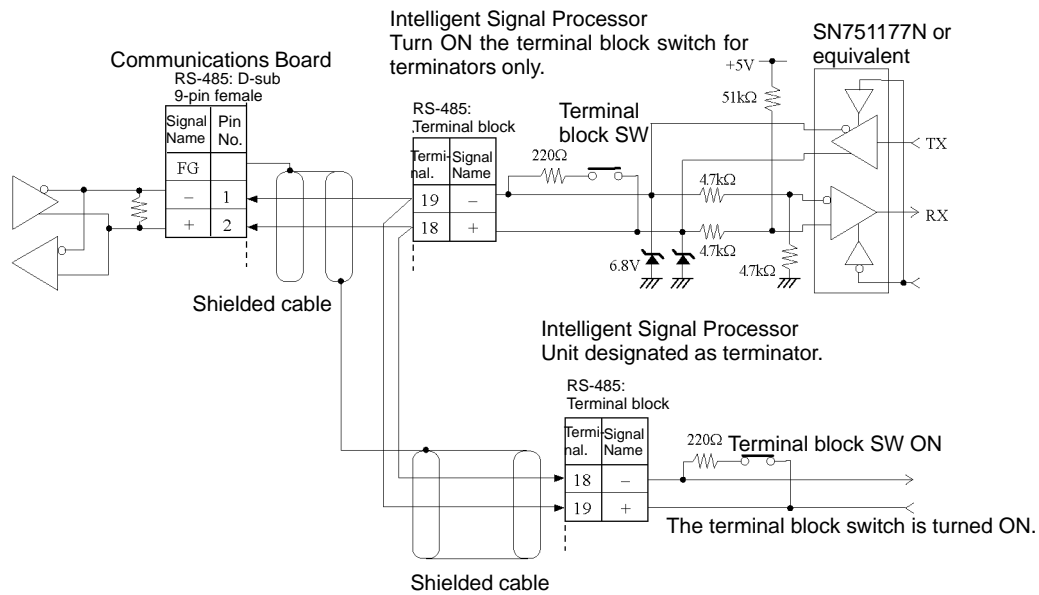 Intelligent Signal Processor
Turn ON the terminal block switch for
terminators only.
SN751177N or
equivalent
Communications Board
RS-485: D-sub
9-pin female
Signal Name
Pin No.
FG
− 1
+ 2
Shielded cable
RS-485:
Terminal block
Termi-nal.
Signal Name
19 −
18 +
Terminal
block SW
220Ω
+5V
51kΩ
4.7kΩ
4.7kΩ
4.7kΩ
6.8V
TX
RX
Intelligent Signal Processor
Unit designated as terminator.
RS-485:
Terminal block
Termi-nal.
Signal Name
18 −
19 +
220Ω
Terminal block SW ON
The terminal block switch is turned ON.
Shielded cable